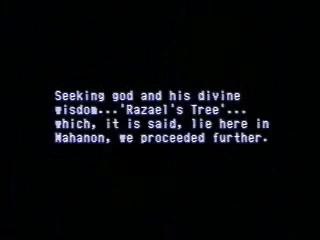 Seeking god and his divine
wisdom...'Razael's Tree'...
which, it is said, lie here in
Mahanon, we proceeded further.